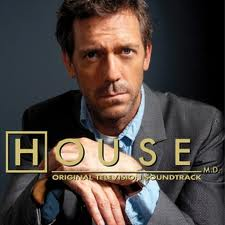 HOUSE
M.D.
ORIGINAL TELEVISION SOUNDTRACK